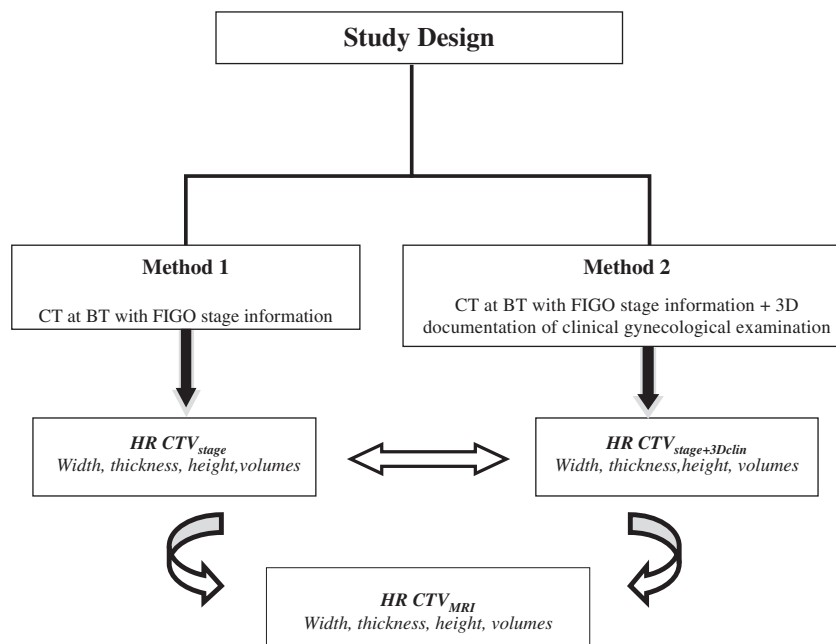 Study Design
Method 1
CT at BT with FIGO stage information
Method 2
CT at BT with FIGO stage information + 3D
documentation of clinical gynecological examination
HR CTVstage
Width, thickness, height,volumes
HR CTVstage+3Dclin
Width, thickness,height, volumes
HR CTVMRI
Width, thickness, height, volumes